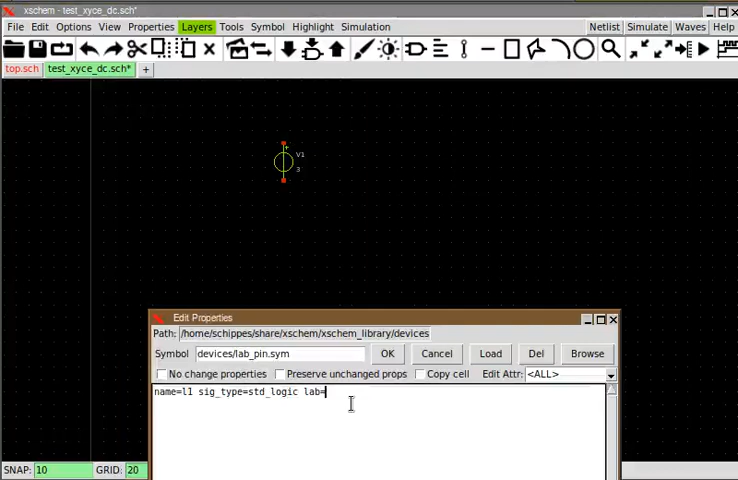 xschem - test_xyce_dc.sch*
File Edit Options View Properties Layers Tools Symbol Highlight Simulation Netlist Simulate Waves Help
top.sch test_xyce_dc.sch* +
V1
3
Edit Properties
Path: /home/schippes/share/xschem/xschem_library/devices
Symbol devices/lab_pin.sym OK Cancel Load Del Browse
No change properties Preserve unchanged props Copy cell Edit Attr: <ALL>
name=l1 sig_type=std_logic lab=
SNAP: 10 GRID: 20